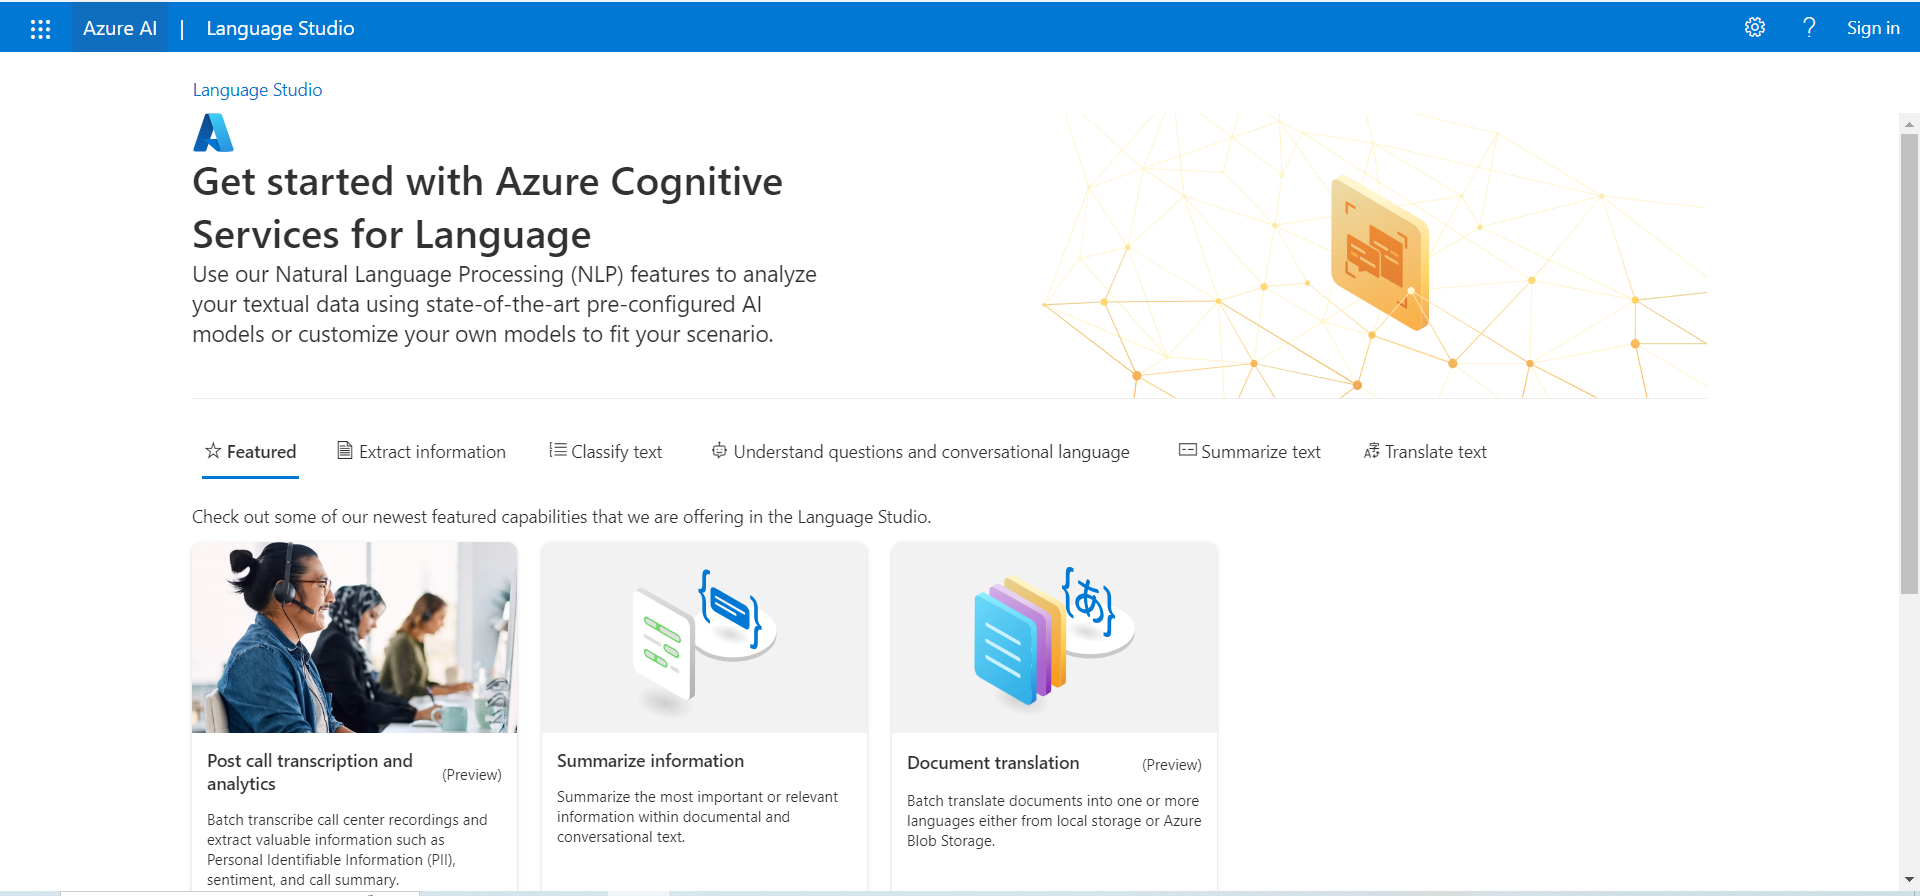 Azure AI | Language Studio
? Sign in
Language Studio
Get started with Azure Cognitive
Services for Language
Use our Natural Language Processing (NLP) features to analyze
your textual data using state-of-the-art pre-configured AI
models or customize your own models to fit your scenario.
Featured
Extract information
Classify text
Understand questions and conversational language
Summarize text
Translate text
Check out some of our newest featured capabilities that we are offering in the Language Studio.
Post call transcription and
analytics
(Preview)
Batch transcribe call center recordings and
extract valuable information such as
Personal Identifiable Information (PII),
sentiment, and call summary.
Summarize information
Summarize the most important or relevant
information within documental and
conversational text.
{あ}
Document translation
(Preview)
Batch translate documents into one or more
languages either from local storage or Azure
Blob Storage.